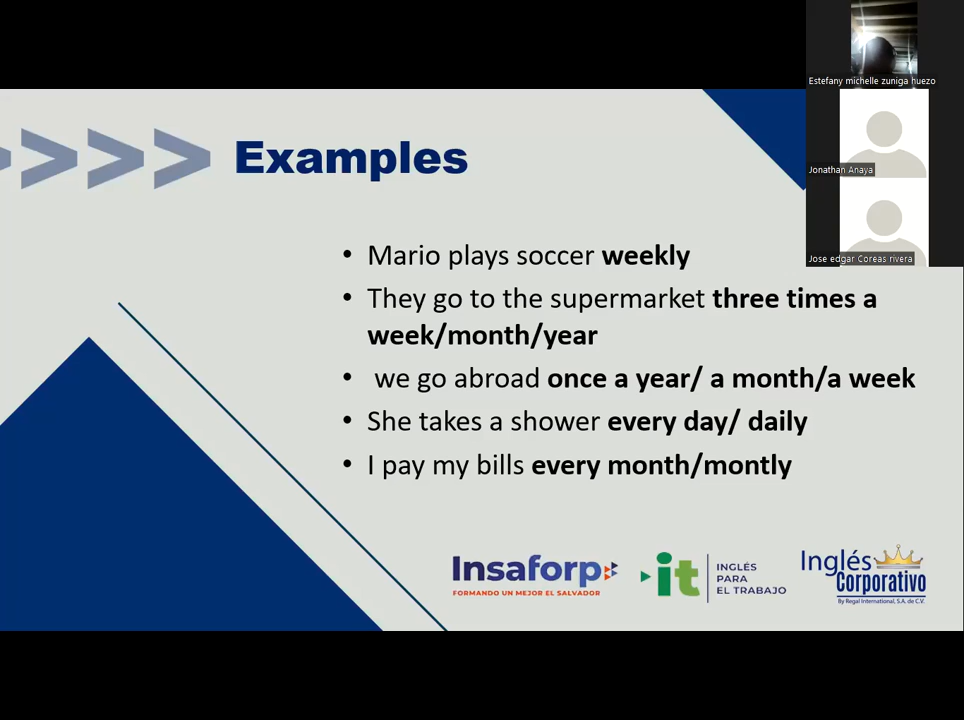 Estefany michelle zuniga huezo
>>>> Examples
Jonathan Anaya
• Mario plays soccer weekly
Jose edgar Coreas rivera
• They go to the supermarket three times a
week/month/year
• we go abroad once a year/ a month/a week
• She takes a shower every day/ daily
• I pay my bills every month/montly
Insaforp
FORMANDO UN MEJOR EL SALVADOR
it
INGLÉS
PARA
EL TRABAJO
Inglés
Corporativo
By Regal International, S.A. de C.V.